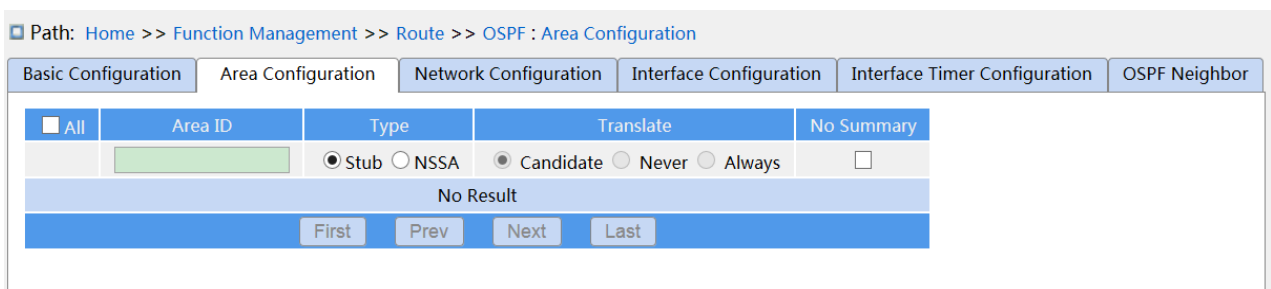 Path: Home >> Function Management >> Route >> OSPF : Area Configuration
Basic Configuration Area Configuration Network Configuration Interface Configuration Interface Timer Configuration OSPF Neighbor
All Area ID Type Translate No Summary
Stub NSSA Candidate Never Always
No Result
First Prev Next Last